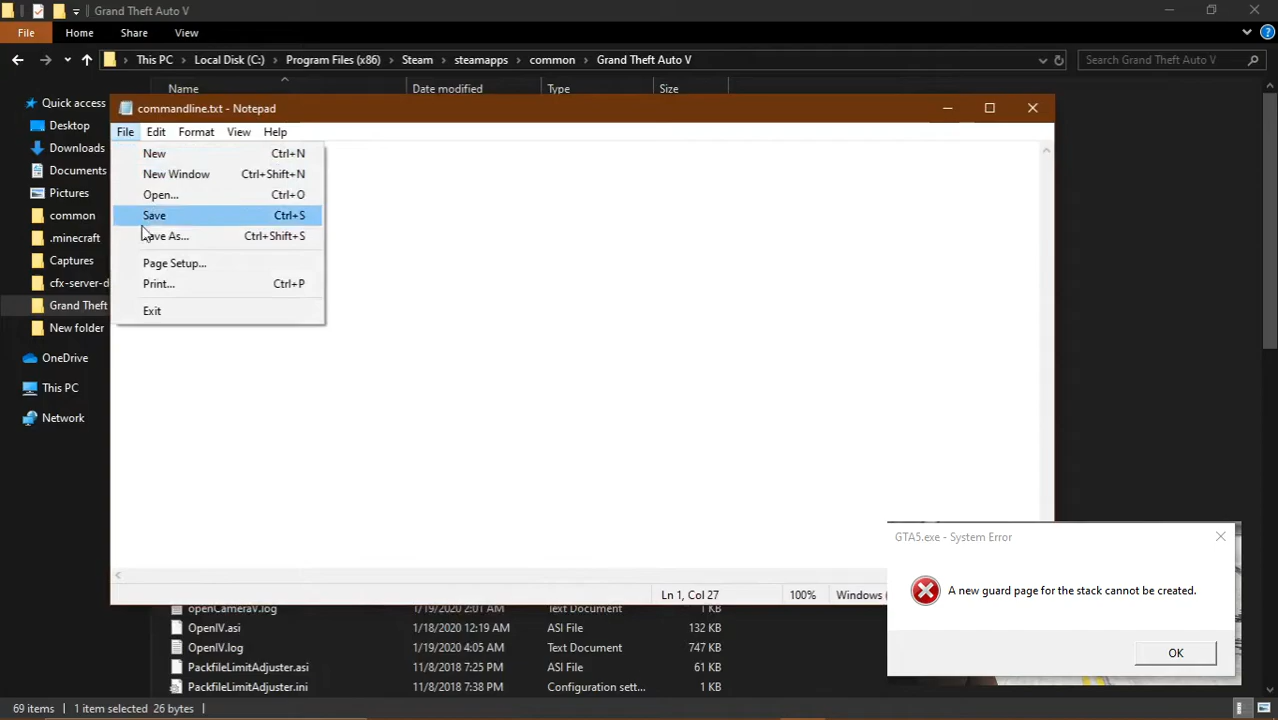 Grand Theft Auto V
File Home Share View
This PC Local Disk (C:) Program Files (x86) Steam steamapps common Grand Theft Auto V
Search Grand Theft Auto V
Name Date modified Type Size
Quick access
Desktop
Downloads
Documents
Pictures
common
.minecraft
Captures
cfx-server-d
Grand Theft
New folder
OneDrive
This PC
Network
commandline.txt - Notepad
File Edit Format View Help
New Ctrl+N
New Window Ctrl+Shift+N
Open... Ctrl+O
Save Ctrl+S
Save As... Ctrl+Shift+S
Page Setup...
Print... Ctrl+P
Exit
Ln 1, Col 27 100% Windows (
openCameraV.log 1/19/2020 2:01 AM Text Document 1 KB
OpenIV.asi 1/18/2020 12:19 AM ASI File 132 KB
OpenIV.log 1/19/2020 4:05 AM Text Document 747 KB
PackfileLimitAdjuster.asi 11/8/2018 7:25 PM ASI File 61 KB
PackfileLimitAdjuster.ini 11/8/2018 7:38 PM Configuration sett... 1 KB
GTA5.exe - System Error
A new guard page for the stack cannot be created.
OK
69 items 1 item selected 26 bytes